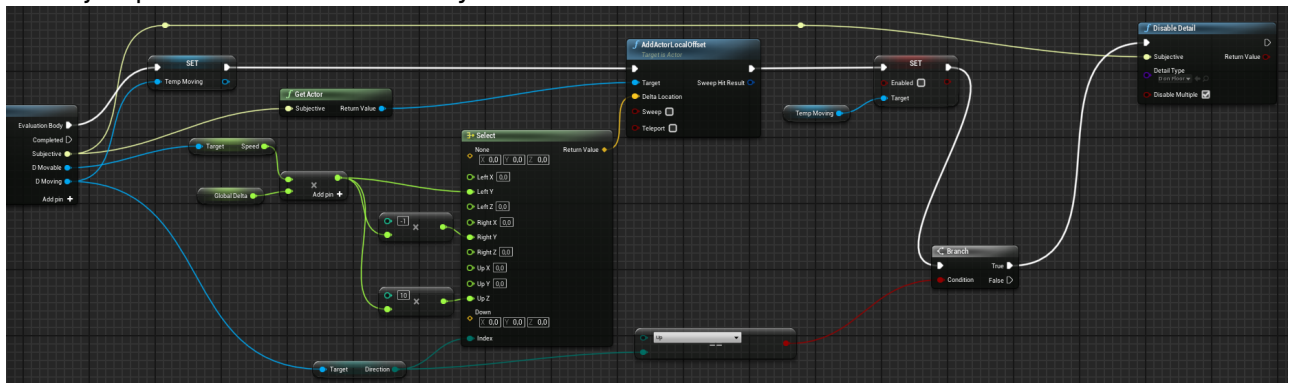 SET
Temp Moving
Evaluation Body
Completed
Subjective
D Movable
D Moving
Add pin +
Get Actor
Subjective Return Value
Target Speed
Global Delta
x
Add pin +
-1
x
10
x
Select
None Return Value
X 0,0 Y 0,0 Z 0,0
Left X 0,0
Left Y
Left Z 0,0
Right X 0,0
Right Y
Right Z 0,0
Up X 0,0
Up Y 0,0
Up Z
Down
X 0,0 Y 0,0 Z 0,0
Index
Target Direction
AddActorLocalOffset
Target is Actor
Target Sweep Hit Result
Delta Location
Sweep
Teleport
Temp Moving
SET
Enabled
Target
Up
==
Branch
True
Condition False
Disable Detail
Subjective Return Value
Detail Type
Disable Multiple